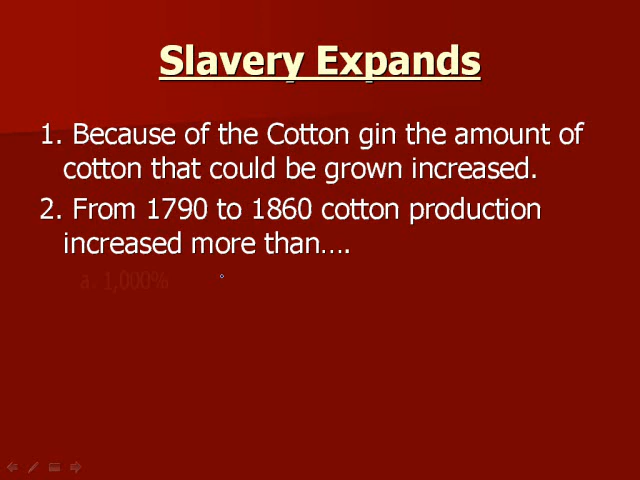 Slavery Expands
1. Because of the Cotton gin the amount of
cotton that could be grown increased.
2. From 1790 to 1860 cotton production
increased more than….
a. 1,000%